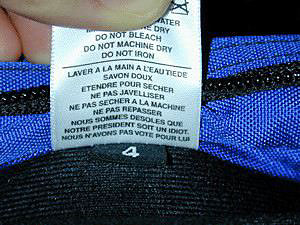 WATER
DO NOT BLEACH
DO NOT MACHINE DRY
DO NOT IRON
LAVER À LA MAIN A L'EAU TIEDE
SAVON DOUX
ETENDRE POUR SECHER
NE PAS JAVELLISER
NE PAS SECHER A LA MACHINE
NE PAS REPASSER
NOUS SOMMES DESOLES QUE
NOTRE PRESIDENT SOIT UN IDIOT.
NOUS N'AVONS PAS VOTE POUR LUI
4